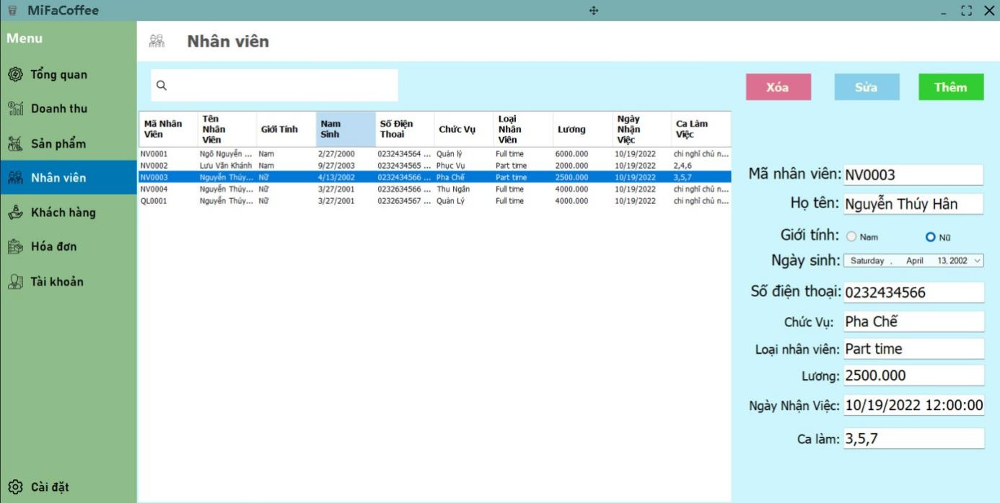 MiFaCoffee
Menu
Tổng quan
Doanh thu
Sản phẩm
Nhân viên
Khách hàng
Hóa đơn
Tài khoản
Cài đặt
Nhân viên
Xóa Sửa Thêm
Mã Nhân Viên Tên Nhân Viên Giới Tính Nam Sinh Số Điện Thoai Chức Vụ Loại Nhân Viên Lương Ngày Nhận Việc Ca Làm Việc
NV0001 Ngô Nguyễn ... Nam 2/27/2000 0232434564 ... Quản lý Full time 6000.000 10/19/2022 chỉ nghĩ chủ n...
NV0002 Lưu Văn Khánh Nam 9/27/2003 0232434565 ... Phục Vụ Part time 2000.000 10/19/2022 2,4,6
NV0003 Nguyễn Thúy... Nữ 4/13/2002 0232434566 ... Pha Chế Part time 2500.000 10/19/2022 3,5,7
NV0004 Nguyễn Thúy... Nữ 3/27/2001 0232634566 ... Thu Ngân Full time 4000.000 10/19/2022 chỉ nghĩ chủ n...
QL0001 Nguyễn Thúy... Nữ 3/27/2001 0232634567 ... Quản Lý Full time 4000.000 10/19/2022 chỉ nghĩ chủ n...
Mã nhân viên: NV0003
Họ tên: Nguyễn Thúy Hân
Giới tính: Nam Nữ
Ngày sinh: Saturday , April 13, 2002
Số điện thoại: 0232434566
Chức Vụ: Pha Chế
Loại nhân viên: Part time
Lương: 2500.000
Ngày Nhận Việc: 10/19/2022 12:00:00
Ca làm: 3,5,7